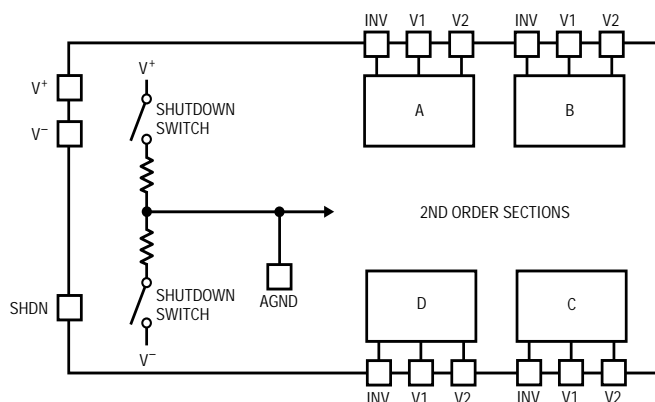 INV V1 V2 INV V1 V2
V+
V+
A
B
SHUTDOWN
SWITCH
V−
2ND ORDER SECTIONS
AGND
SHDN
SHUTDOWN
SWITCH
D
C
V−
INV V1 V2 INV V1 V2